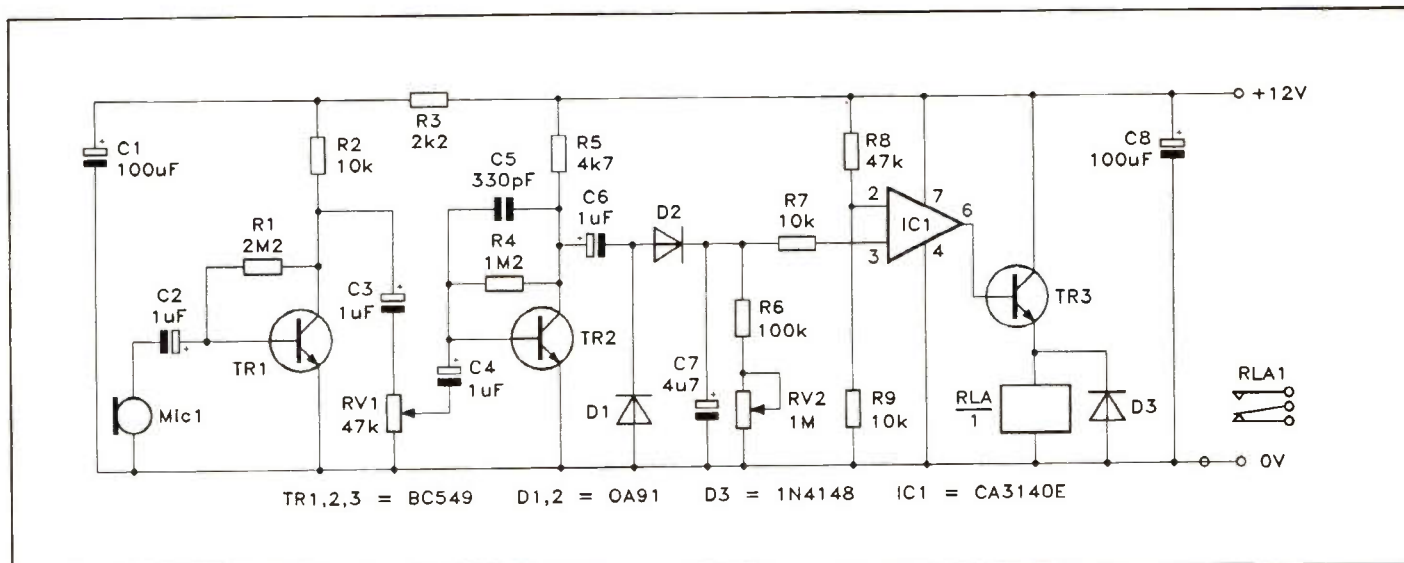 +12V
R3
2k2
C1
100uF
R2
10k
R5
4k7
R8
47k
C8
100uF
C5
330pF
C6
1uF
D2
R7
10k
2
7
IC1
6
3
4
R1
2M2
R4
1M2
C3
1uF
C2
1uF
TR1
TR2
TR3
R6
100k
C4
1uF
C7
4u7
RV1
47k
D1
RV2
1M
R9
10k
RLA
1
D3
RLA1
Mic1
0V
+
+
+
+
+
+
+
TR1,2,3 = BC549 D1,2 = OA91 D3 = 1N4148 IC1 = CA3140E